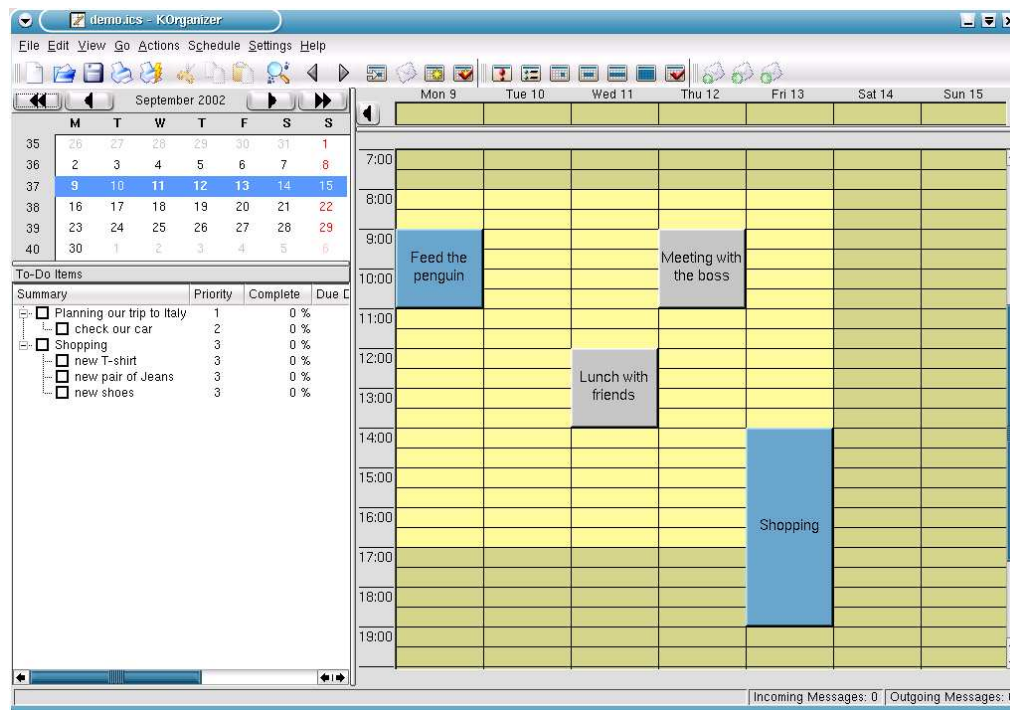 demo.ics - KOrganizer
File Edit View Go Actions Schedule Settings Help
September 2002
M T W T F S S
35 26 27 28 29 30 31 1
36 2 3 4 5 6 7 8
37 9 10 11 12 13 14 15
38 16 17 18 19 20 21 22
39 23 24 25 26 27 28 29
40 30 1 2 3 4 5 6
To-Do Items
Summary Priority Complete Due D
Planning our trip to Italy 1 0 %
check our car 2 0 %
Shopping 3 0 %
new T-shirt 3 0 %
new pair of Jeans 3 0 %
new shoes 3 0 %
Mon 9 Tue 10 Wed 11 Thu 12 Fri 13 Sat 14 Sun 15
7:00
8:00
9:00
Feed the
penguin
Meeting with
the boss
10:00
11:00
12:00
Lunch with
friends
13:00
14:00
15:00
16:00
Shopping
17:00
18:00
19:00
Incoming Messages: 0 Outgoing Messages: